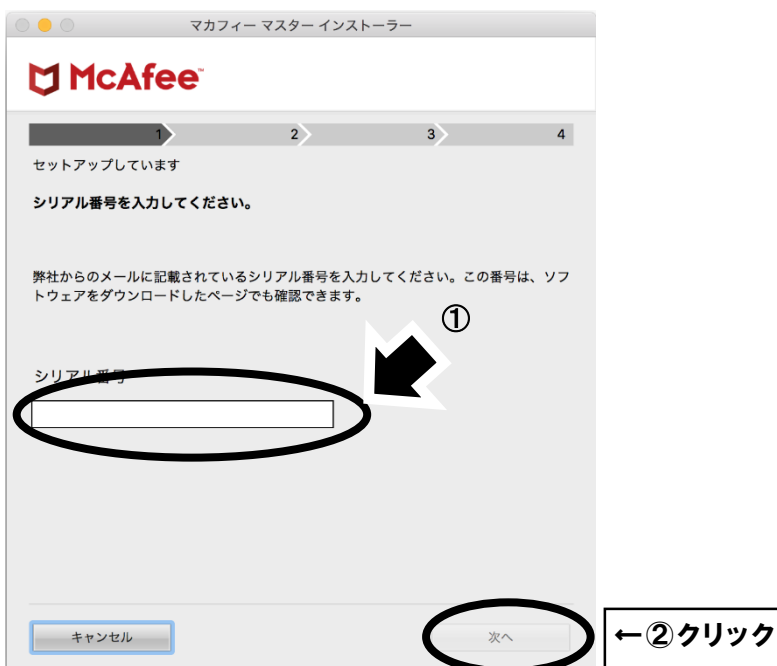 マカフィー マスター インストーラー
McAfee™
1 2 3 4
セットアップしています
シリアル番号を入力してください。
弊社からのメールに記載されているシリアル番号を入力してください。この番号は、ソフ
トウェアをダウンロードしたページでも確認できます。
①
シリアル番号
キャンセル
次へ
←②クリック